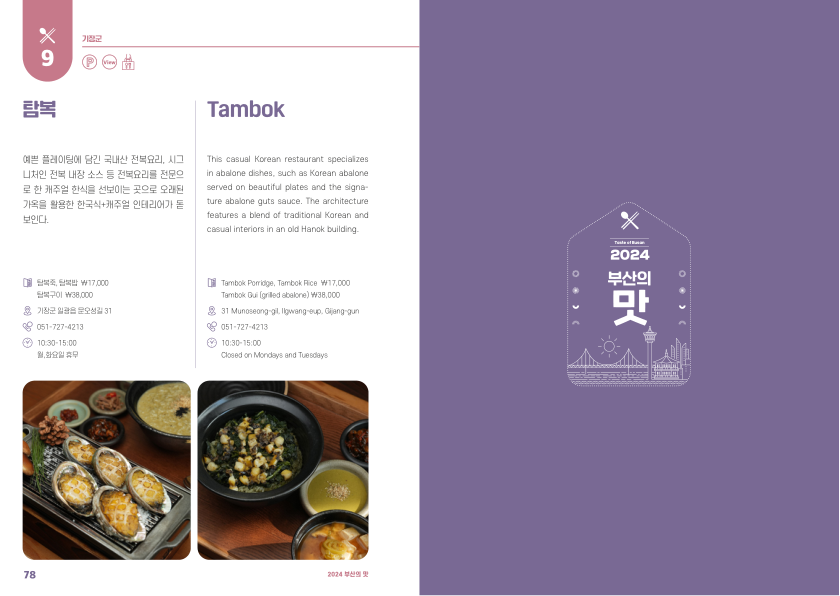 9
기장군
P
View
탐복
예쁜 플레이팅에 담긴 국내산 전복요리, 시그
니처인 전복 내장 소스 등 전복요리를 전문으
로 한 캐주얼 한식을 선보이는 곳으로 오래된
가옥을 활용한 한국식+캐주얼 인테리어가 돋
보인다.
탐복죽, 탐복밥 ₩17,000
탐복구이 ₩38,000
기장군 일광읍 문오성길 31
051-727-4213
10:30-15:00
월,화요일 휴무
Tambok
This casual Korean restaurant specializes
in abalone dishes, such as Korean abalone
served on beautiful plates and the signa-
ture abalone guts sauce. The architecture
features a blend of traditional Korean and
casual interiors in an old Hanok building.
Tambok Porridge, Tambok Rice ₩17,000
Tambok Gui (grilled abalone) ₩38,000
31 Munoseong-gil, Ilgwang-eup, Gijang-gun
051-727-4213
10:30-15:00
Closed on Mondays and Tuesdays
78
2024 부산의 맛
Taste of Busan
2024
부산의
맛